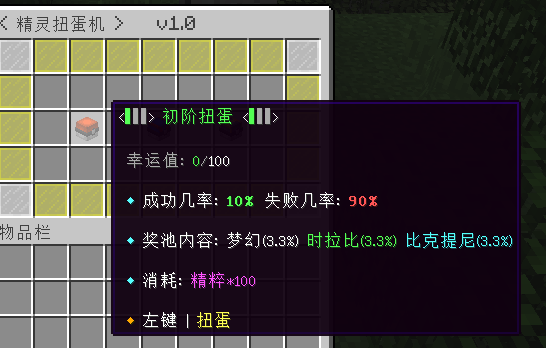 < 精灵扭蛋机 > v1.0
< > 初阶扭蛋 < >
幸运值: 0/100
成功几率: 10% 失败几率: 90%
奖池内容: 梦幻(3.3%) 时拉比(3.3%) 比克提尼(3.3%)
消耗: 精粹*100
左键 | 扭蛋
物品栏